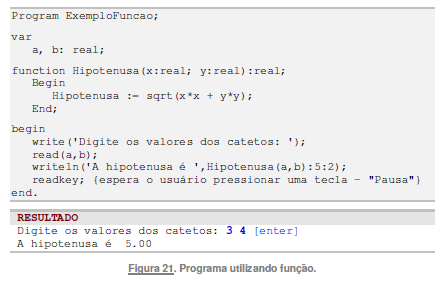 Program ExemploFuncao;
var
a, b: real;
function Hipotenusa(x:real; y:real):real;
Begin
Hipotenusa := sqrt(x*x + y*y);
End;
begin
write('Digite os valores dos catetos: ');
read(a,b);
writeln('A hipotenusa é ',Hipotenusa(a,b):5:2);
readkey; {espera o usuário pressionar uma tecla - "Pausa"}
end.
RESULTADO
Digite os valores dos catetos: 3 4 [enter]
A hipotenusa é  5.00
Figura 21. Programa utilizando função.